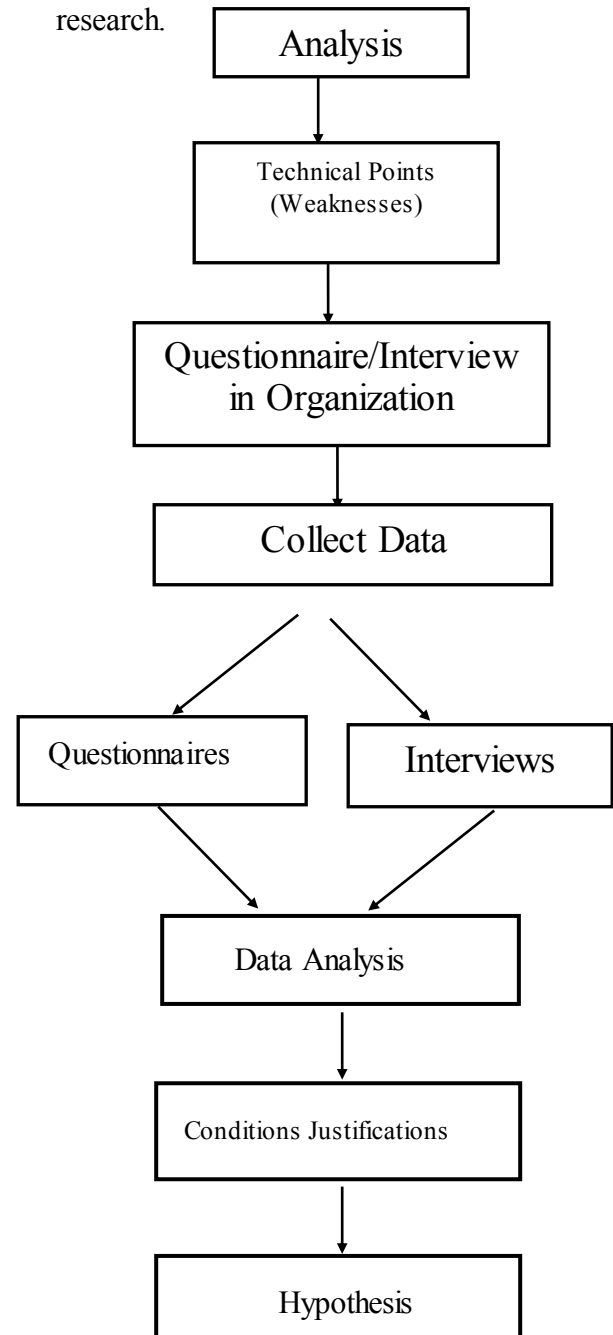 research.
Analysis
Technical Points
(Weaknesses)
Questionnaire/Interview
in Organization
Collect Data
Questionnaires
Interviews
Data Analysis
Conditions Justifications
Hypothesis